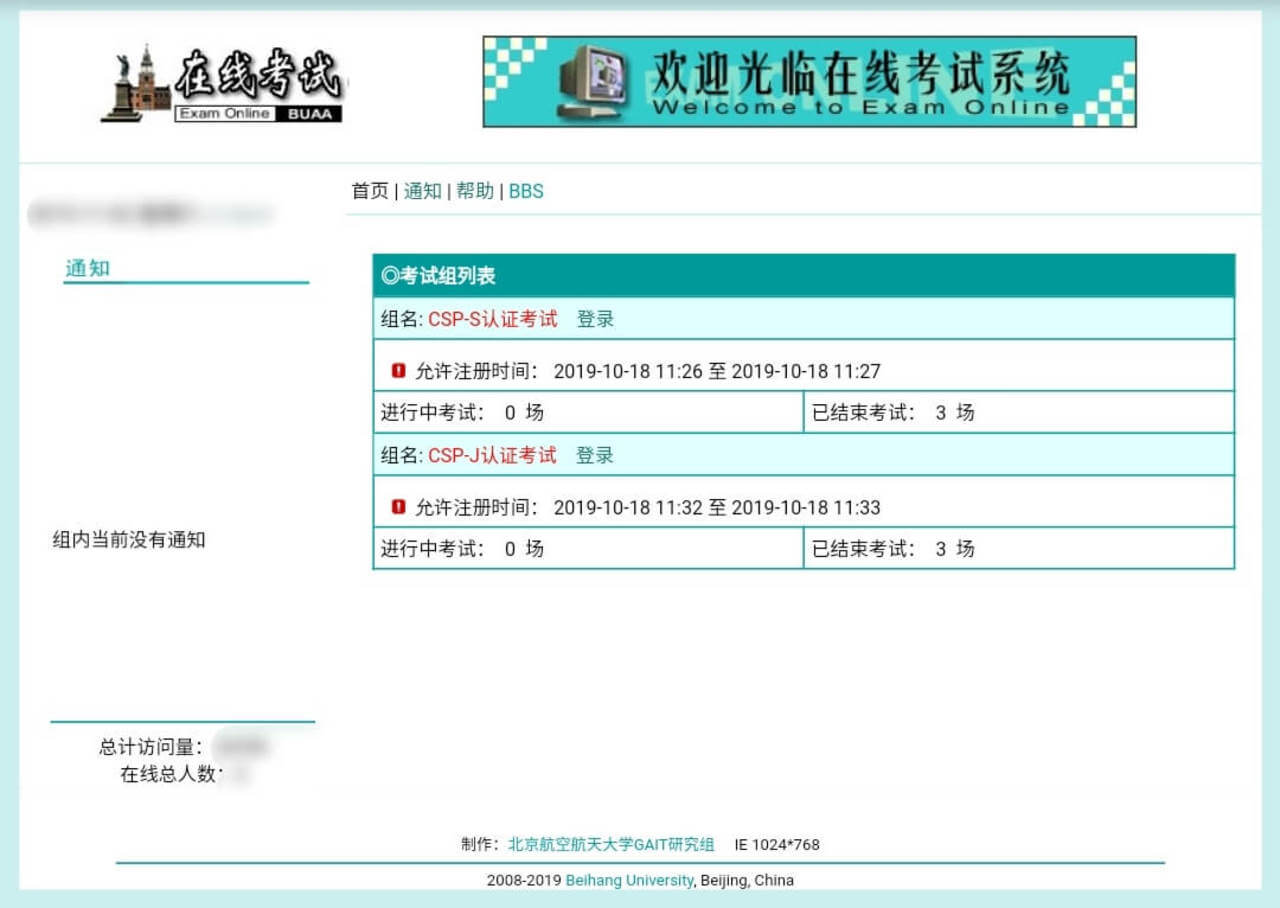 在线考试
Exam Online BUAA
欢迎光临在线考试系统
Welcome to Exam Online
首页 | 通知 | 帮助 | BBS
通知
组内当前没有通知
总计访问量:
在线总人数:
◎考试组列表
组名: CSP-S认证考试 登录
允许注册时间: 2019-10-18 11:26 至 2019-10-18 11:27
进行中考试: 0 场 已结束考试: 3 场
组名: CSP-J认证考试 登录
允许注册时间: 2019-10-18 11:32 至 2019-10-18 11:33
进行中考试: 0 场 已结束考试: 3 场
制作: 北京航空航天大学GAIT研究组 IE 1024*768
2008-2019 Beihang University, Beijing, China